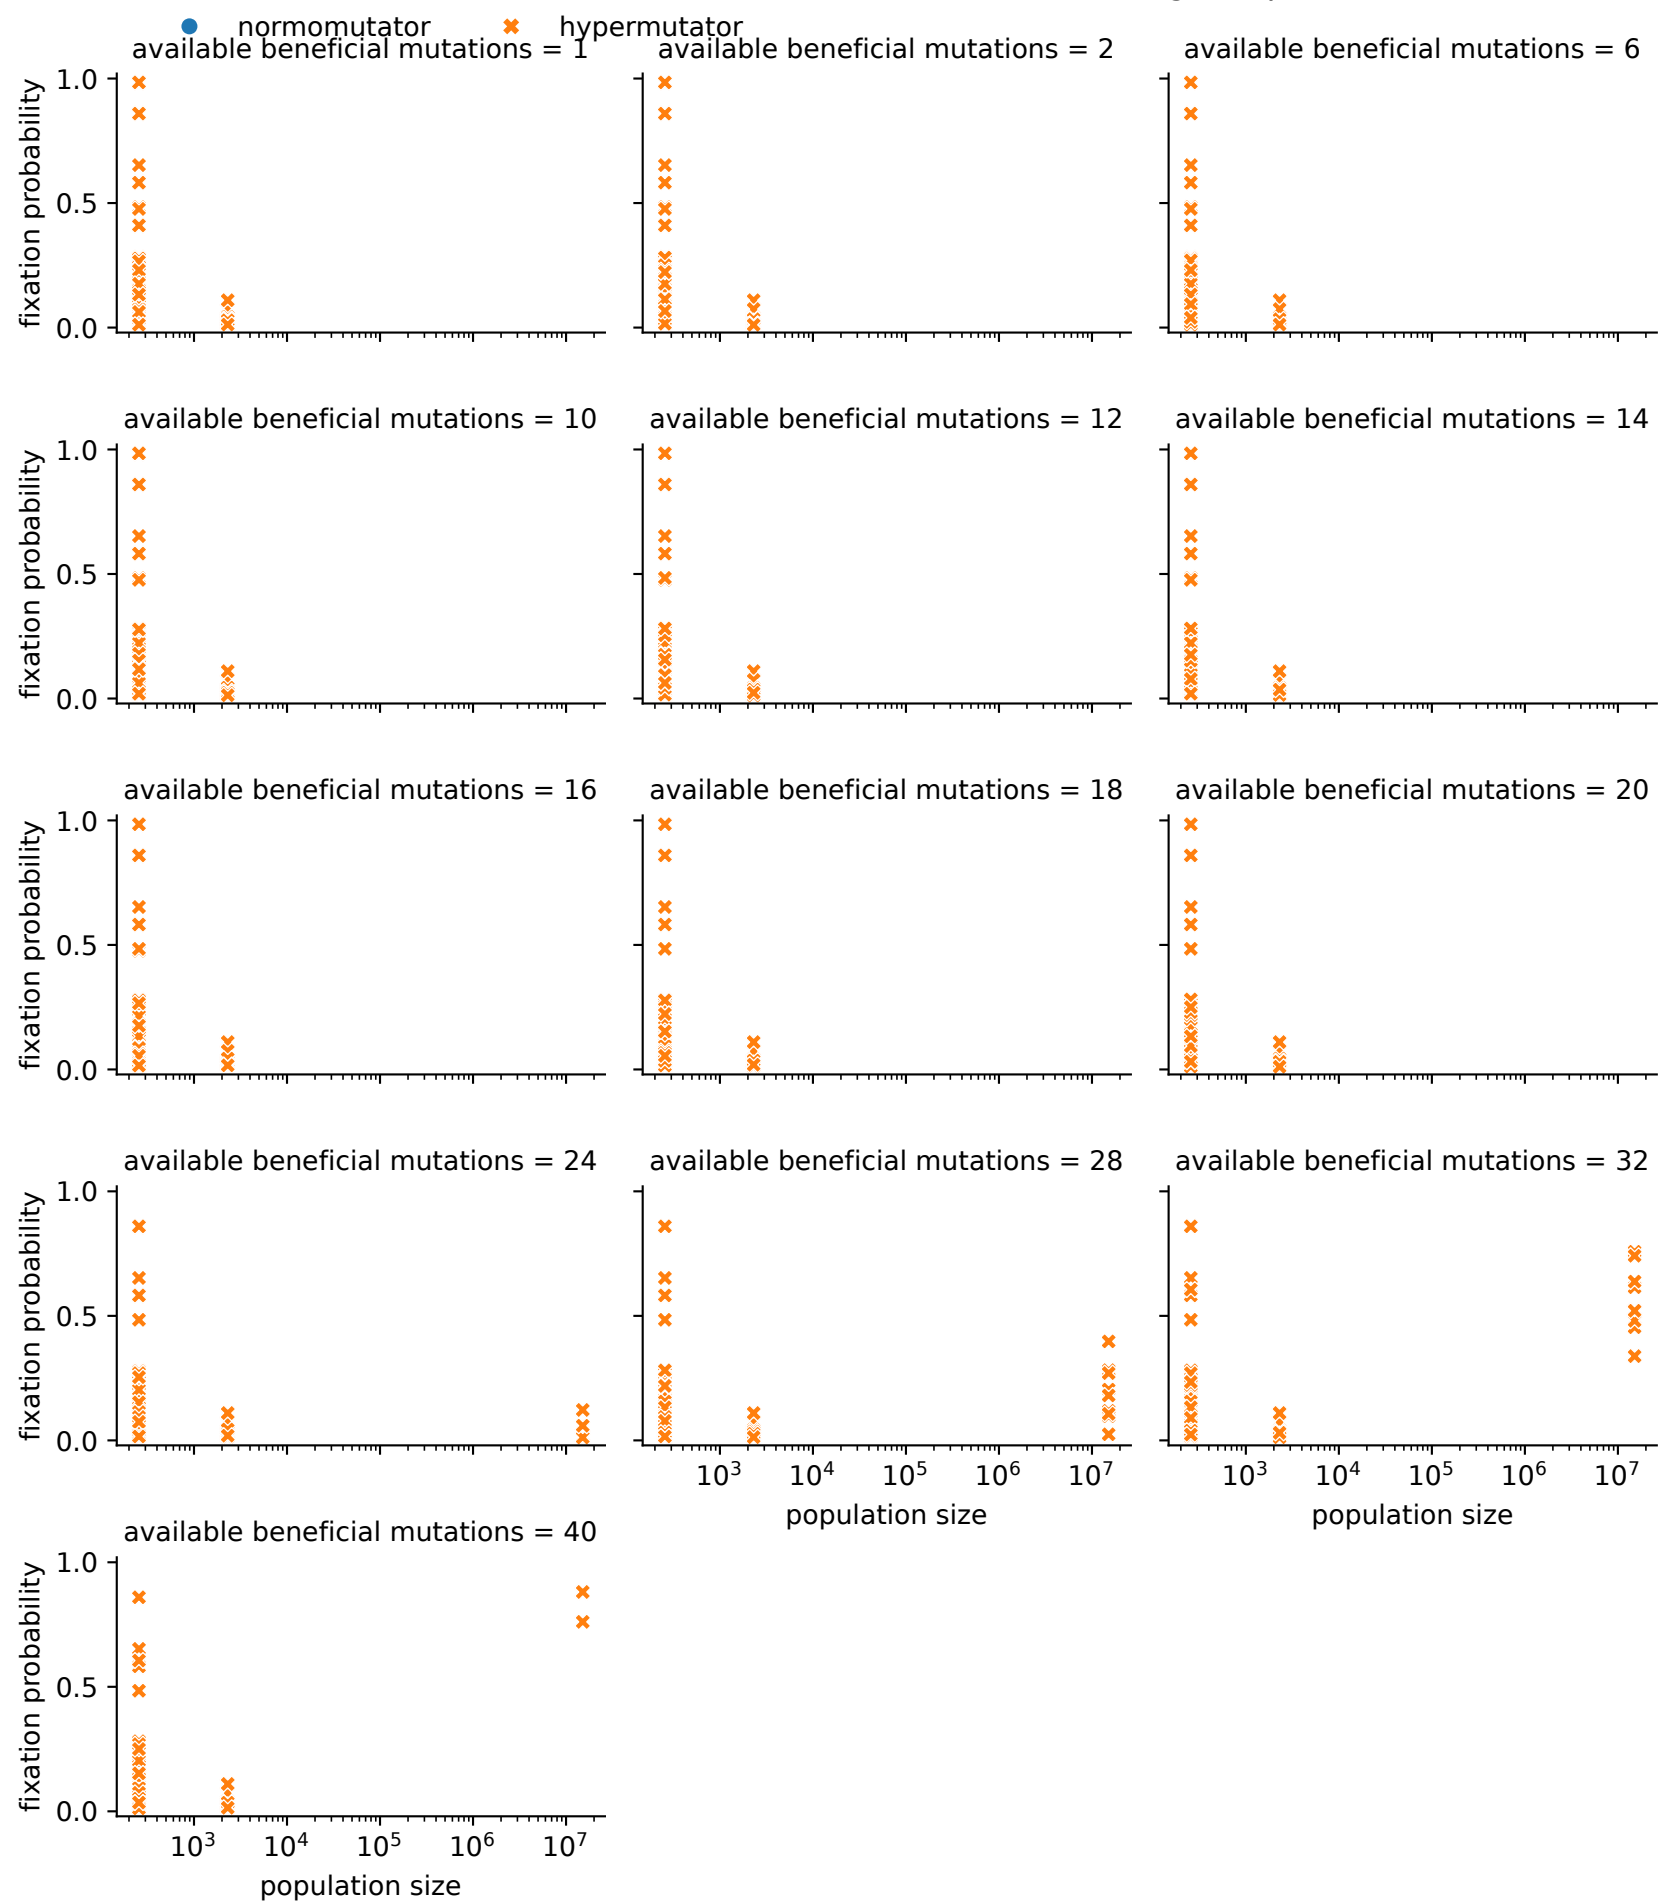 normomutator hypermutator
available beneficial mutations = 1 available beneficial mutations = 2 available beneficial mutations = 6
fixation probability
1.0
0.5
0.0
available beneficial mutations = 10 available beneficial mutations = 12 available beneficial mutations = 14
fixation probability
1.0
0.5
0.0
available beneficial mutations = 16 available beneficial mutations = 18 available beneficial mutations = 20
fixation probability
1.0
0.5
0.0
available beneficial mutations = 24 available beneficial mutations = 28 available beneficial mutations = 32
fixation probability
1.0
0.5
0.0
10³ 10⁴ 10⁵ 10⁶ 10⁷ 10³ 10⁴ 10⁵ 10⁶ 10⁷
population size population size
available beneficial mutations = 40
fixation probability
1.0
0.5
0.0
10³ 10⁴ 10⁵ 10⁶ 10⁷
population size